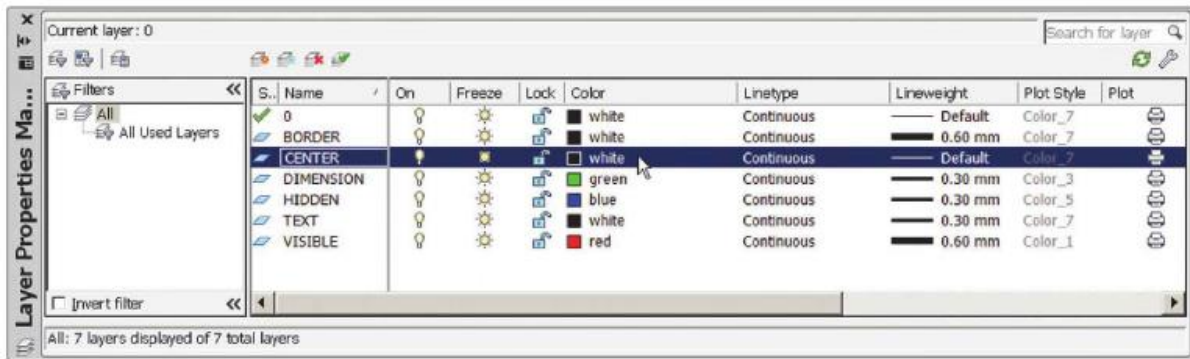 Current layer: 0
Search for layer
Filters
All
All Used Layers
Invert filter
S.. Name On Freeze Lock Color Linetype Lineweight Plot Style Plot
0 white Continuous Default Color_7
BORDER white Continuous 0.60 mm Color_7
CENTER white Continuous Default Color_7
DIMENSION green Continuous 0.30 mm Color_3
HIDDEN blue Continuous 0.30 mm Color_5
TEXT white Continuous 0.30 mm Color_7
VISIBLE red Continuous 0.60 mm Color_1
All: 7 layers displayed of 7 total layers
Layer Properties Ma...